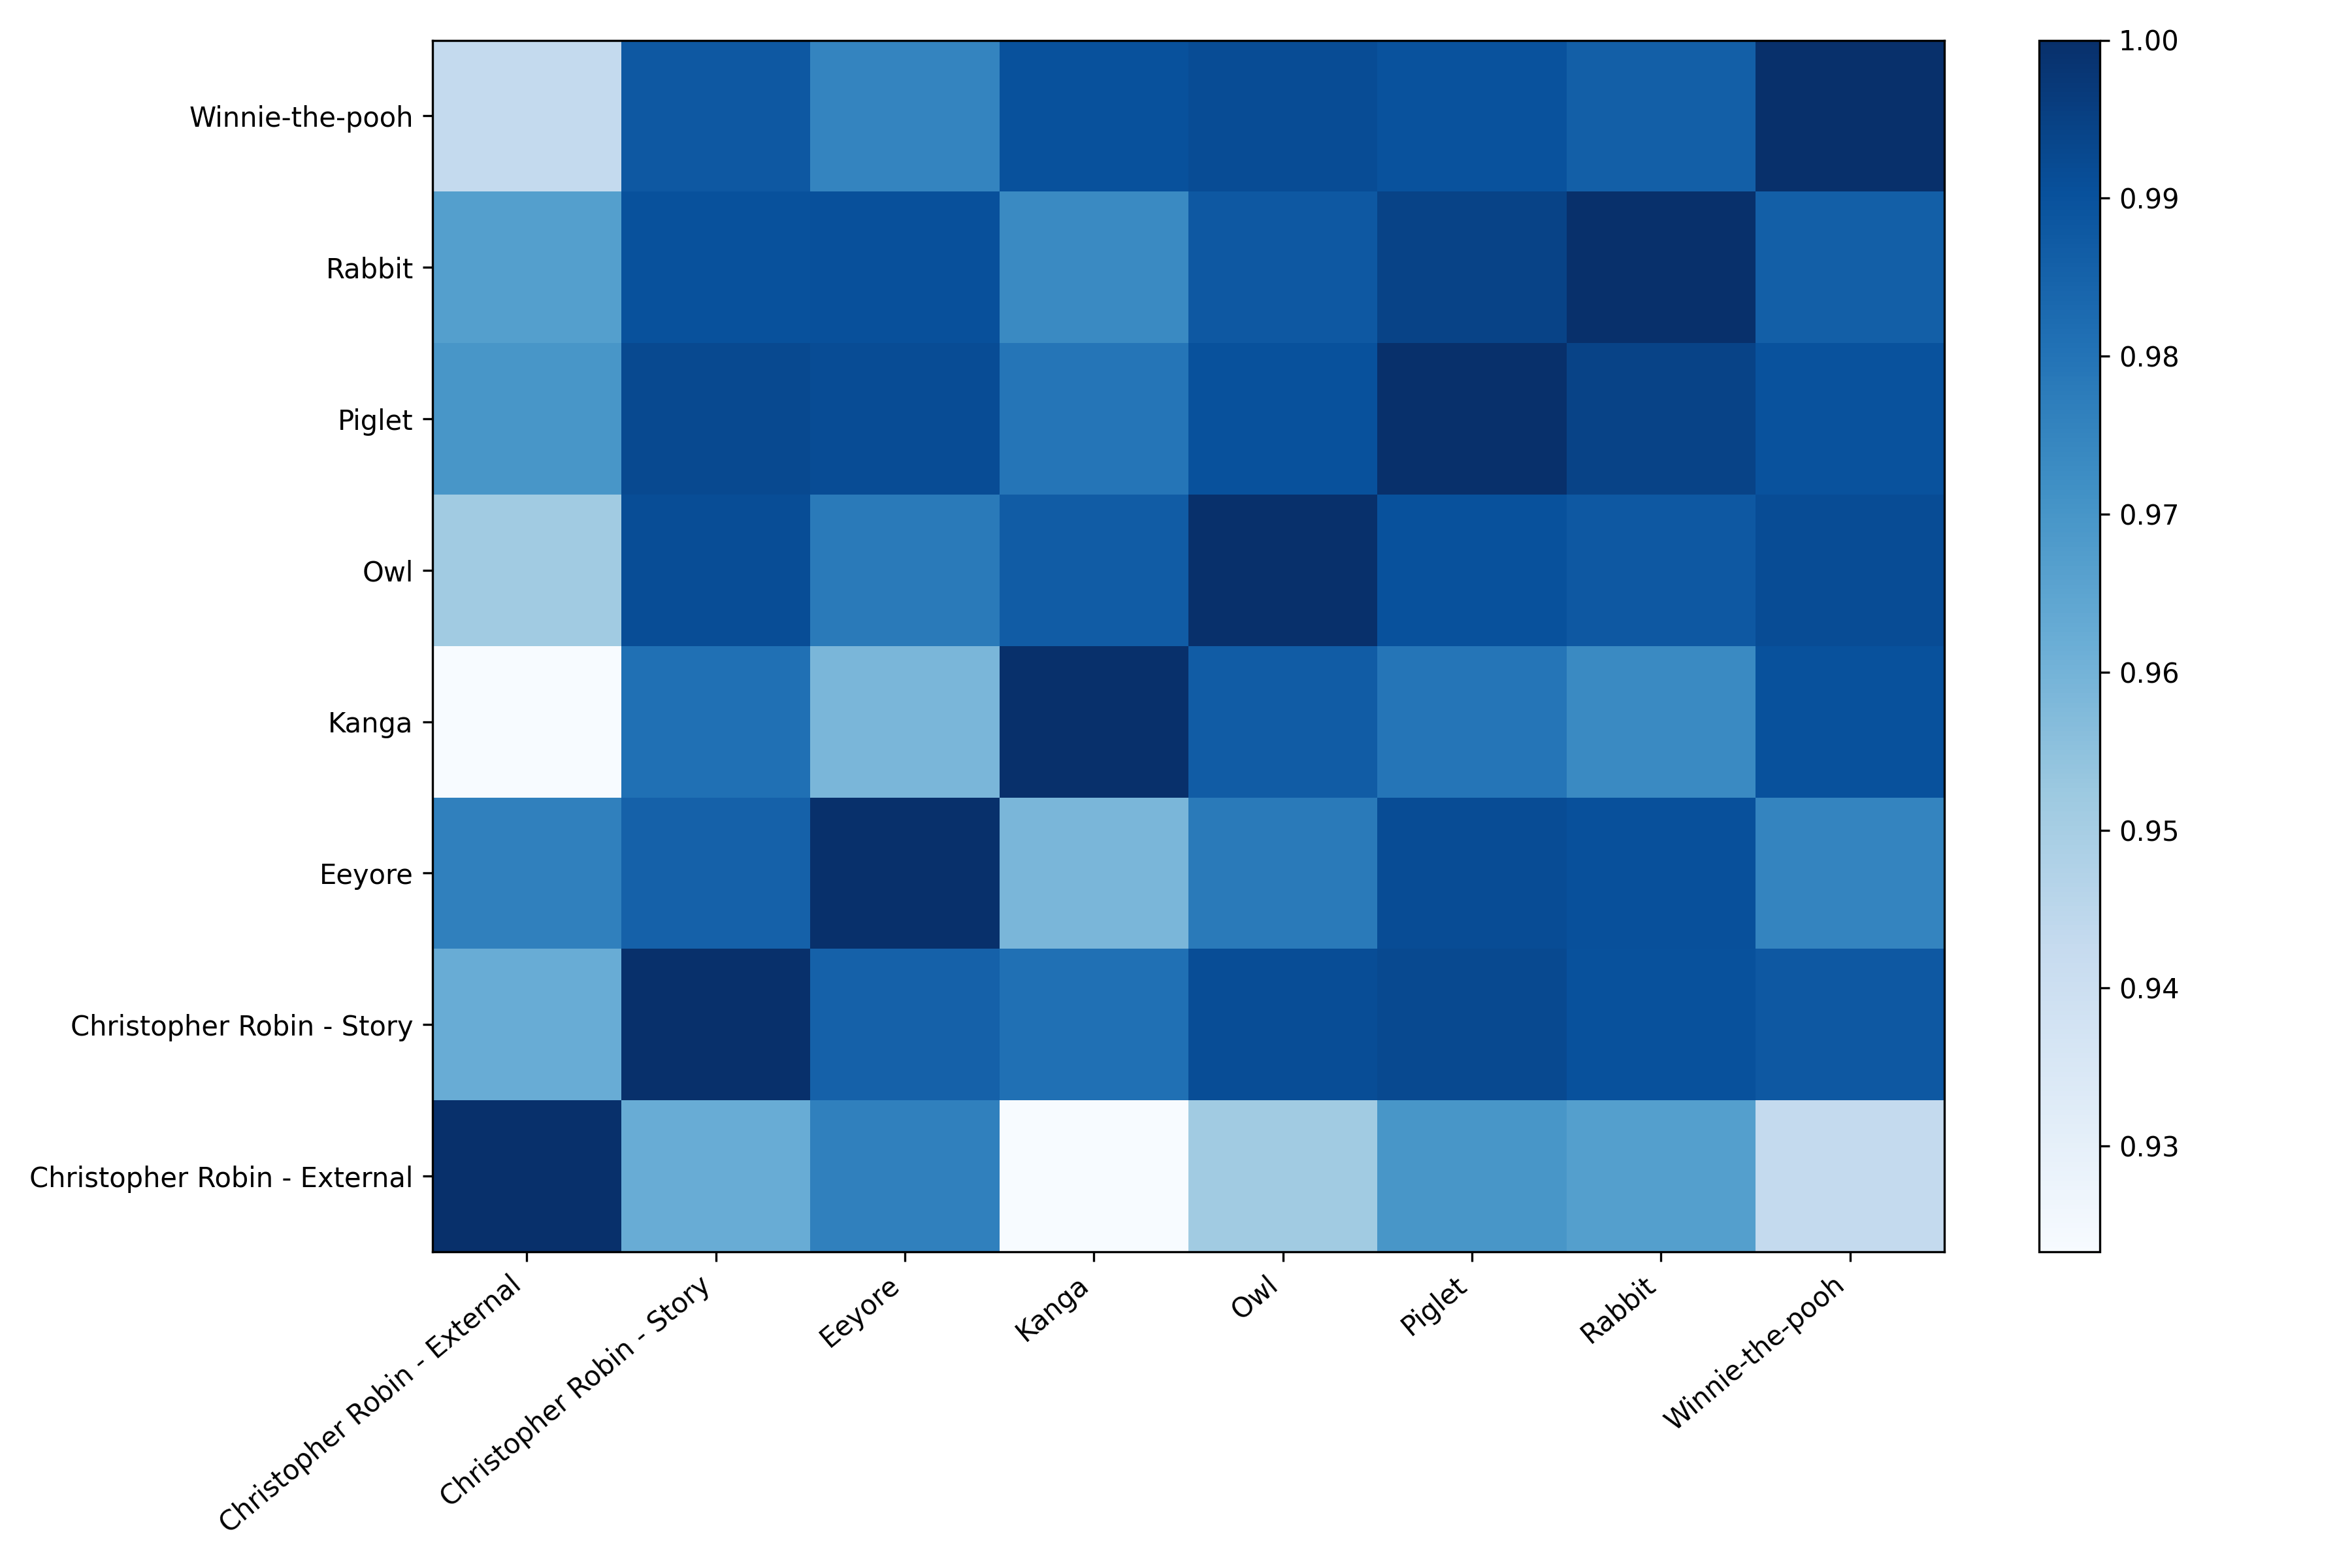 Winnie-the-pooh
Rabbit
Piglet
Owl
Kanga
Eeyore
Christopher Robin - Story
Christopher Robin - External
Christopher Robin - External
Christopher Robin - Story
Eeyore
Kanga
Owl
Piglet
Rabbit
Winnie-the-pooh
1.00
0.99
0.98
0.97
0.96
0.95
0.94
0.93